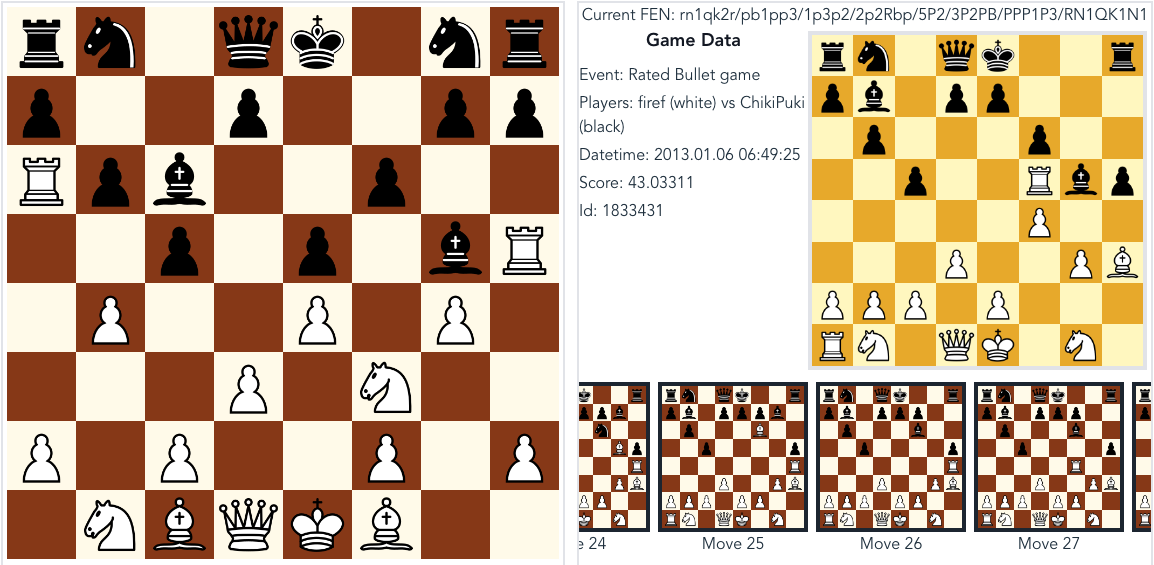 Current FEN: rn1qk2r/pb1pp3/1p3p2/2p2Rbp/5P2/3P2PB/PPP1P3/RN1QK1N1
Game Data
Event: Rated Bullet game
Players: firef (white) vs ChikiPuki
(black)
Datetime: 2013.01.06 06:49:25
Score: 43.03311
Id: 1833431
e 24
Move 25
Move 26
Move 27